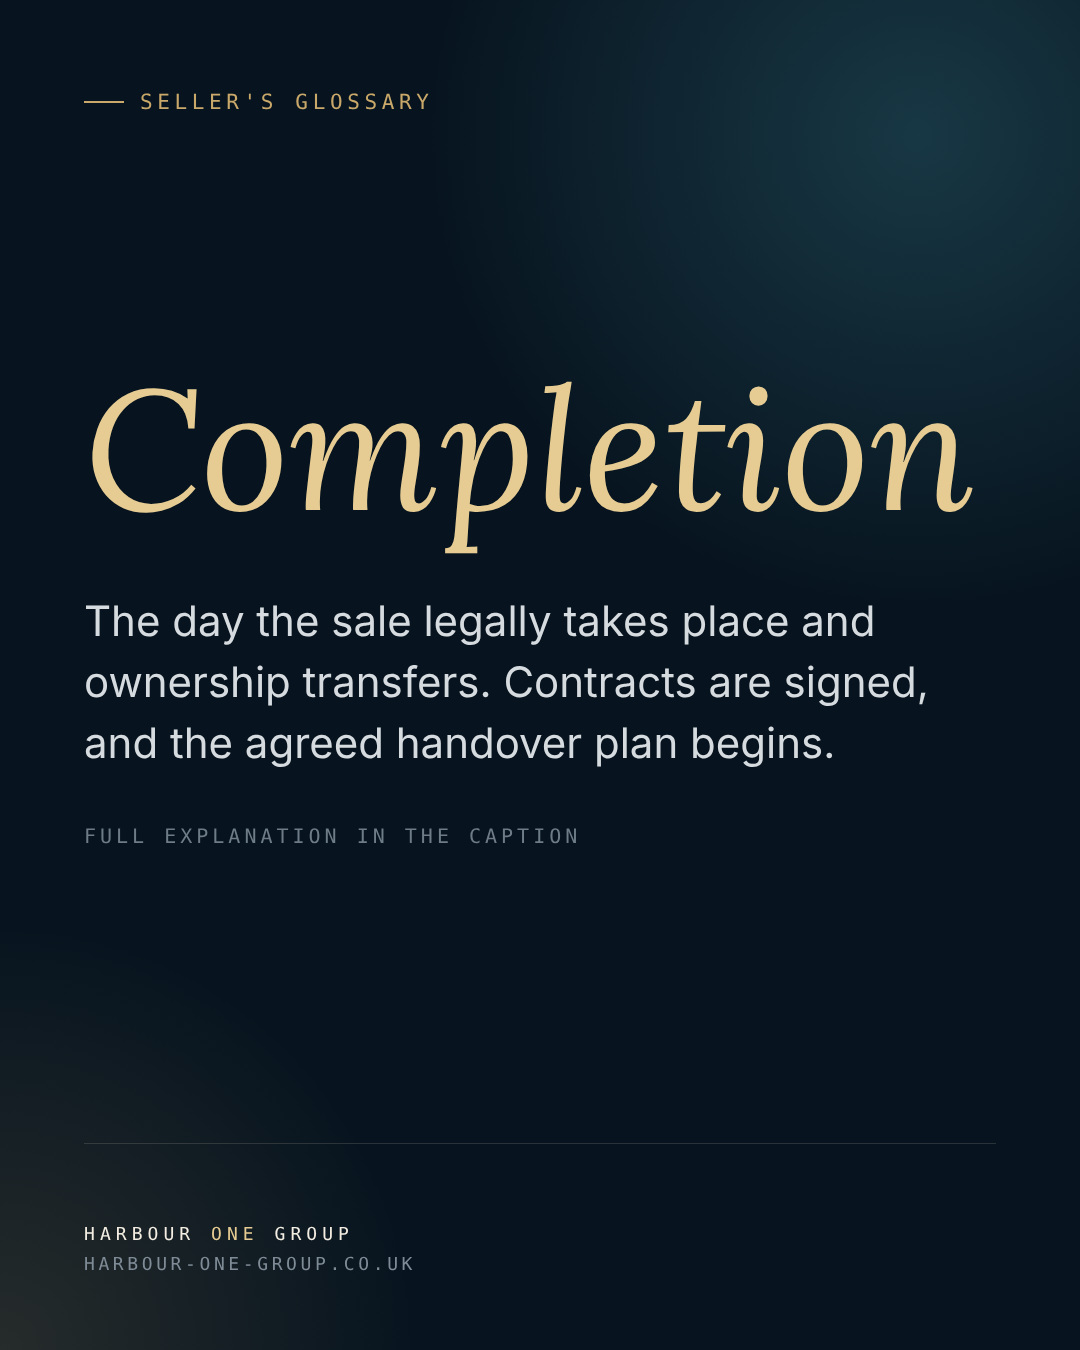 SELLER'S GLOSSARY
Completion
The day the sale legally takes place and
ownership transfers. Contracts are signed,
and the agreed handover plan begins.
FULL EXPLANATION IN THE CAPTION
HARBOUR ONE GROUP
HARBOUR-ONE-GROUP.CO.UK